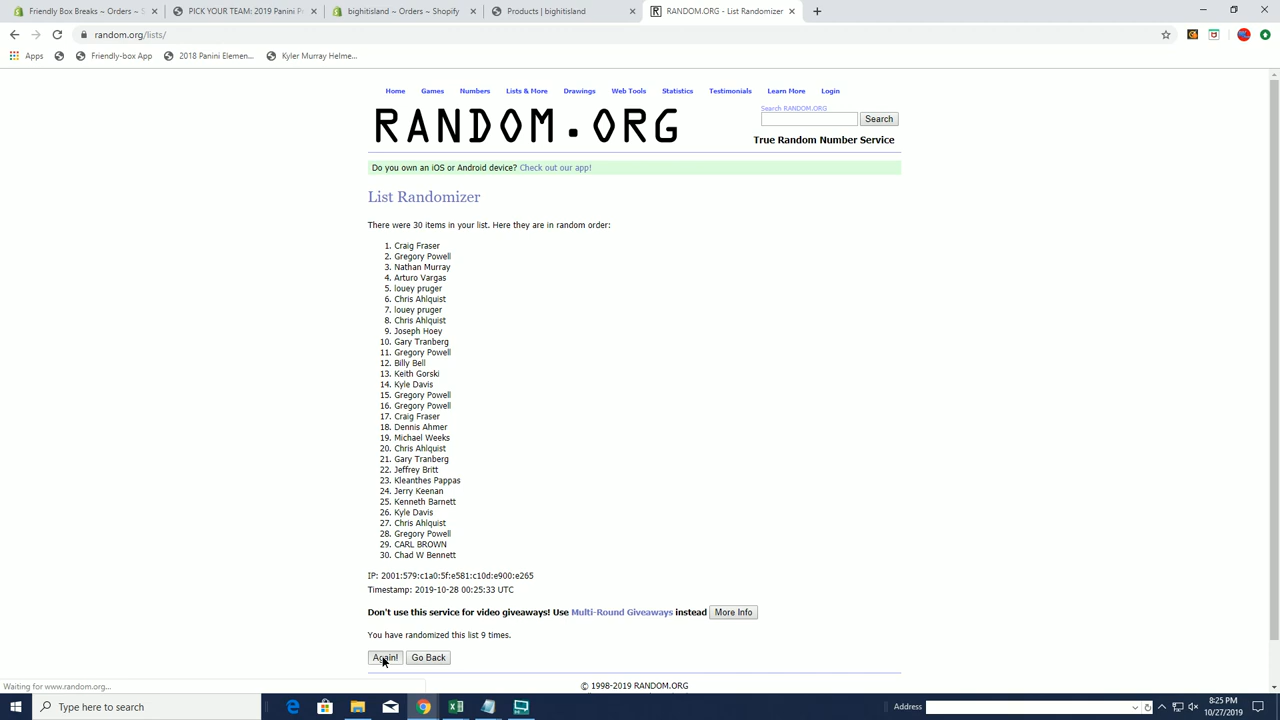 Friendly Box Breaks ~ Orders ~ S
PICK YOUR TEAM: 2019 Panini P
bightisland ~ Orders ~ Shopify
Products | bightisland
RANDOM.ORG - List Randomizer
random.org/lists/
Apps
Friendly-box App
2018 Panini Elemen...
Kyler Murray Helme...
Home Games Numbers Lists & More Drawings Web Tools Statistics Testimonials Learn More Login
RANDOM.ORG
Search RANDOM.ORG
Search
True Random Number Service
Do you own an iOS or Android device? Check out our app!
List Randomizer
There were 30 items in your list. Here they are in random order:
1. Craig Fraser
2. Gregory Powell
3. Nathan Murray
4. Arturo Vargas
5. louey pruger
6. Chris Ahlquist
7. louey pruger
8. Chris Ahlquist
9. Joseph Hoey
10. Gary Tranberg
11. Gregory Powell
12. Billy Bell
13. Keith Gorski
14. Kyle Davis
15. Gregory Powell
16. Gregory Powell
17. Craig Fraser
18. Dennis Ahmer
19. Michael Weeks
20. Chris Ahlquist
21. Gary Tranberg
22. Jeffrey Britt
23. Kleanthes Pappas
24. Jerry Keenan
25. Kenneth Barnett
26. Kyle Davis
27. Chris Ahlquist
28. Gregory Powell
29. CARL BROWN
30. Chad W Bennett
IP: 2001:579:c1a0:5f:e581:c10d:e900:e265
Timestamp: 2019-10-28 00:25:33 UTC
Don't use this service for video giveaways! Use Multi-Round Giveaways instead More Info
You have randomized this list 9 times.
Again! Go Back
Waiting for www.random.org...
© 1998-2019 RANDOM.ORG
Type here to search
Address
8:25 PM
10/27/2019